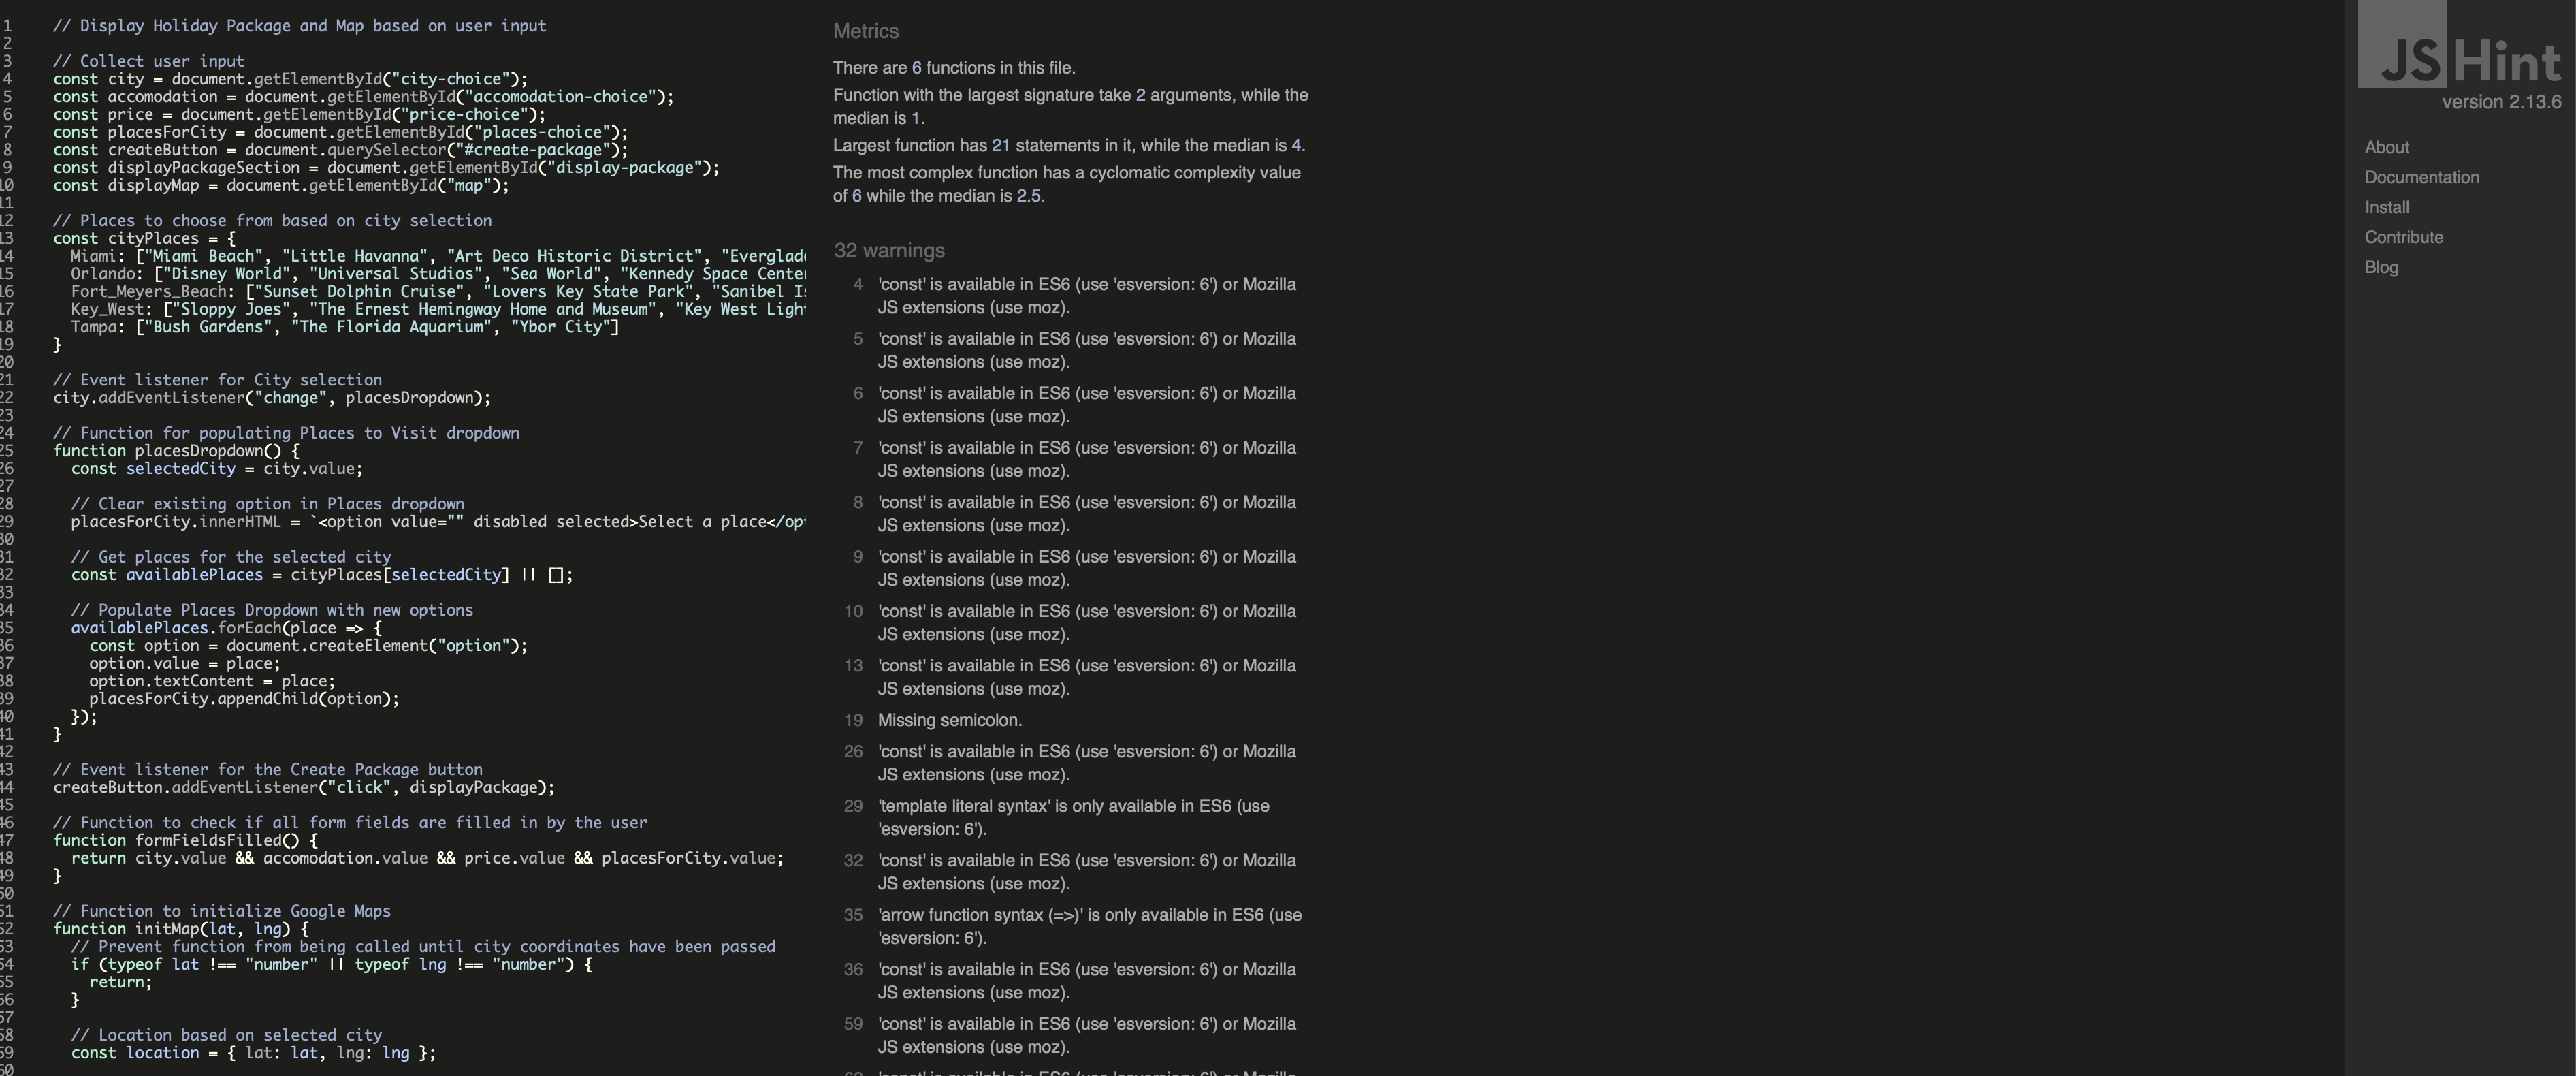 1 // Display Holiday Package and Map based on user input
2
3 // Collect user input
4 const city = document.getElementById("city-choice");
5 const accomodation = document.getElementById("accomodation-choice");
6 const price = document.getElementById("price-choice");
7 const placesForCity = document.getElementById("places-choice");
8 const createButton = document.querySelector("#create-package");
9 const displayPackageSection = document.getElementById("display-package");
10 const displayMap = document.getElementById("map");
11
12 // Places to choose from based on city selection
13 const cityPlaces = {
14 Miami: ["Miami Beach", "Little Havanna", "Art Deco Historic District", "Everglad
15 Orlando: ["Disney World", "Universal Studios", "Sea World", "Kennedy Space Center
16 Fort_Meyers_Beach: ["Sunset Dolphin Cruise", "Lovers Key State Park", "Sanibel Is
17 Key_West: ["Sloppy Joes", "The Ernest Hemingway Home and Museum", "Key West Ligh
18 Tampa: ["Bush Gardens", "The Florida Aquarium", "Ybor City"]
19 }
20
21 // Event listener for City selection
22 city.addEventListener("change", placesDropdown);
23
24 // Function for populating Places to Visit dropdown
25 function placesDropdown() {
26 const selectedCity = city.value;
27
28 // Clear existing option in Places dropdown
29 placesForCity.innerHTML = `<option value="" disabled selected>Select a place</op
30
31 // Get places for the selected city
32 const availablePlaces = cityPlaces[selectedCity] || [];
33
34 // Populate Places Dropdown with new options
35 availablePlaces.forEach(place => {
36 const option = document.createElement("option");
37 option.value = place;
38 option.textContent = place;
39 placesForCity.appendChild(option);
40 });
41 }
42
43 // Event listener for the Create Package button
44 createButton.addEventListener("click", displayPackage);
45
46 // Function to check if all form fields are filled in by the user
47 function formFieldsFilled() {
48 return city.value && accomodation.value && price.value && placesForCity.value;
49 }
50
51 // Function to initialize Google Maps
52 function initMap(lat, lng) {
53 // Prevent function from being called until city coordinates have been passed
54 if (typeof lat !== "number" || typeof lng !== "number") {
55 return;
56 }
57
58 // Location based on selected city
59 const location = { lat: lat, lng: lng };
60
Metrics
There are 6 functions in this file.
Function with the largest signature take 2 arguments, while the
median is 1.
Largest function has 21 statements in it, while the median is 4.
The most complex function has a cyclomatic complexity value
of 6 while the median is 2.5.
32 warnings
4 'const' is available in ES6 (use 'esversion: 6') or Mozilla
JS extensions (use moz).
5 'const' is available in ES6 (use 'esversion: 6') or Mozilla
JS extensions (use moz).
6 'const' is available in ES6 (use 'esversion: 6') or Mozilla
JS extensions (use moz).
7 'const' is available in ES6 (use 'esversion: 6') or Mozilla
JS extensions (use moz).
8 'const' is available in ES6 (use 'esversion: 6') or Mozilla
JS extensions (use moz).
9 'const' is available in ES6 (use 'esversion: 6') or Mozilla
JS extensions (use moz).
10 'const' is available in ES6 (use 'esversion: 6') or Mozilla
JS extensions (use moz).
13 'const' is available in ES6 (use 'esversion: 6') or Mozilla
JS extensions (use moz).
19 Missing semicolon.
26 'const' is available in ES6 (use 'esversion: 6') or Mozilla
JS extensions (use moz).
29 'template literal syntax' is only available in ES6 (use
'esversion: 6').
32 'const' is available in ES6 (use 'esversion: 6') or Mozilla
JS extensions (use moz).
35 'arrow function syntax (=>)' is only available in ES6 (use
'esversion: 6').
36 'const' is available in ES6 (use 'esversion: 6') or Mozilla
JS extensions (use moz).
59 'const' is available in ES6 (use 'esversion: 6') or Mozilla
JS extensions (use moz).
JSHint
version 2.13.6
About
Documentation
Install
Contribute
Blog